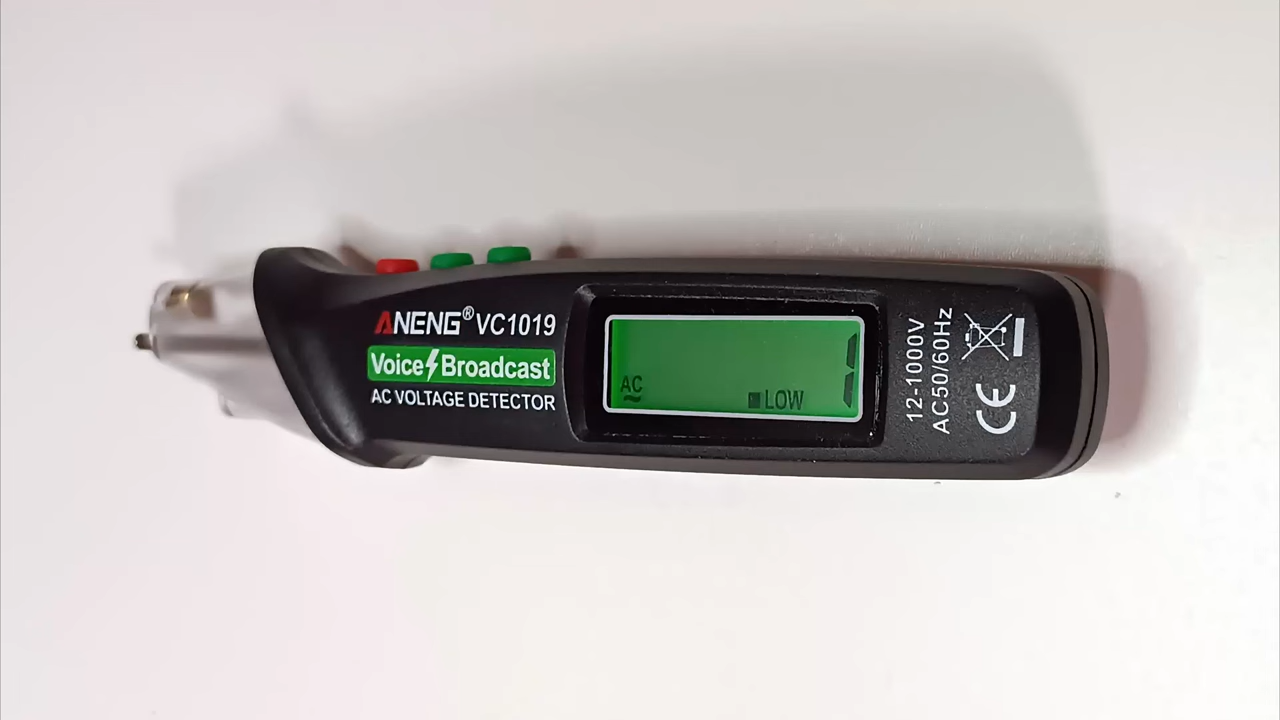 ANENG® VC1019
Voice Broadcast
AC VOLTAGE DETECTOR
AC
LOW
12-1000V
AC50/60Hz
CE